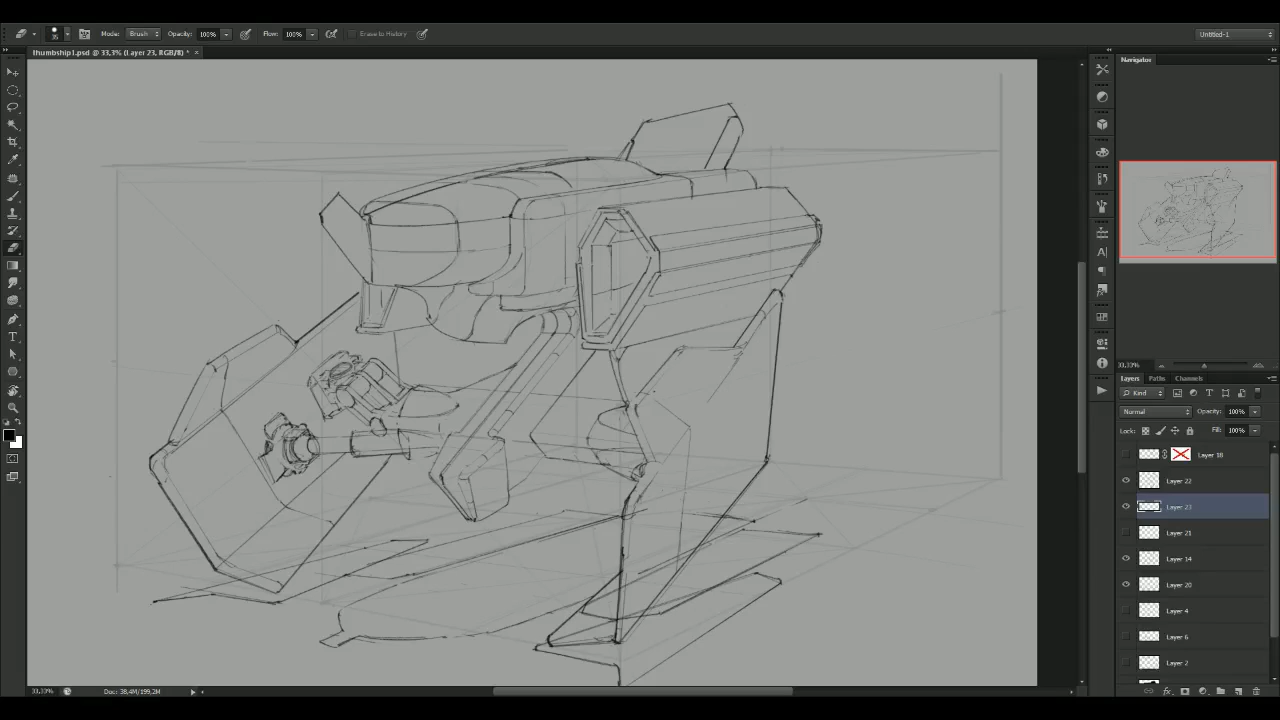 Mode: Brush Opacity: 100% Flow: 100% Erase to History Untitled-1
thumbship1.psd @ 33,3% (Layer 23, RGB/8) * ×
Navigator
33,33%
Layers Paths Channels
Kind
Normal Opacity: 100%
Lock: Fill: 100%
Layer 18
Layer 22
Layer 23
Layer 21
Layer 14
Layer 20
Layer 4
Layer 6
Layer 2
33,33% Doc: 38,4M/199,2M